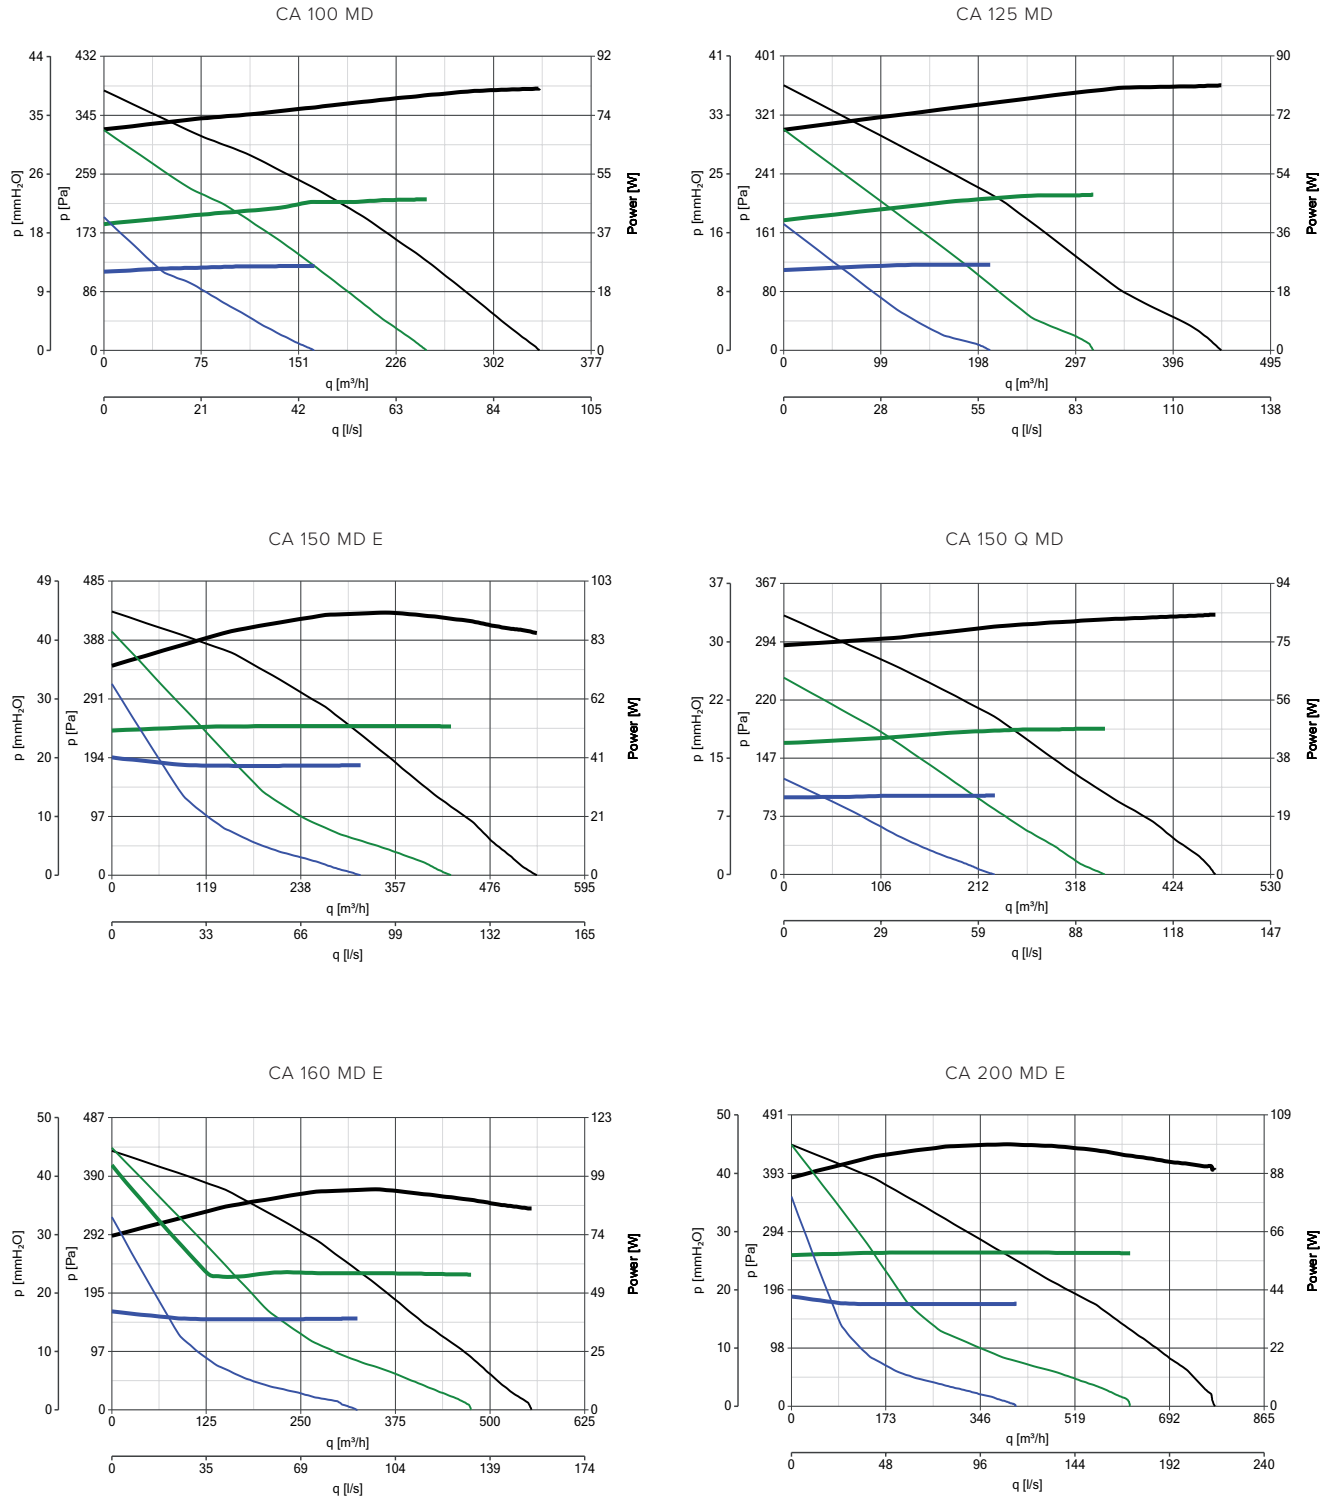 CA 100 MD
44 432 92
35 345 74
26 259 55
18 173 37
9 86 18
0 0 0
p [mmH₂O] p [Pa] Power [W]
0 75 151 226 302 377
q [m³/h]
0 21 42 63 84 105
q [l/s]
CA 125 MD
41 401 90
33 321 72
25 241 54
16 161 36
8 80 18
0 0 0
p [mmH₂O] p [Pa] Power [W]
0 99 198 297 396 495
q [m³/h]
0 28 55 83 110 138
q [l/s]
CA 150 MD E
49 485 103
40 388 83
30 291 62
20 194 41
10 97 21
0 0 0
p [mmH₂O] p [Pa] Power [W]
0 119 238 357 476 595
q [m³/h]
0 33 66 99 132 165
q [l/s]
CA 150 Q MD
37 367 94
30 294 75
22 220 56
15 147 38
7 73 19
0 0 0
p [mmH₂O] p [Pa] Power [W]
0 106 212 318 424 530
q [m³/h]
0 29 59 88 118 147
q [l/s]
CA 160 MD E
50 487 123
40 390 99
30 292 74
20 195 49
10 97 25
0 0 0
p [mmH₂O] p [Pa] Power [W]
0 125 250 375 500 625
q [m³/h]
0 35 69 104 139 174
q [l/s]
CA 200 MD E
50 491 109
40 393 88
30 294 66
20 196 44
10 98 22
0 0 0
p [mmH₂O] p [Pa] Power [W]
0 173 346 519 692 865
q [m³/h]
0 48 96 144 192 240
q [l/s]